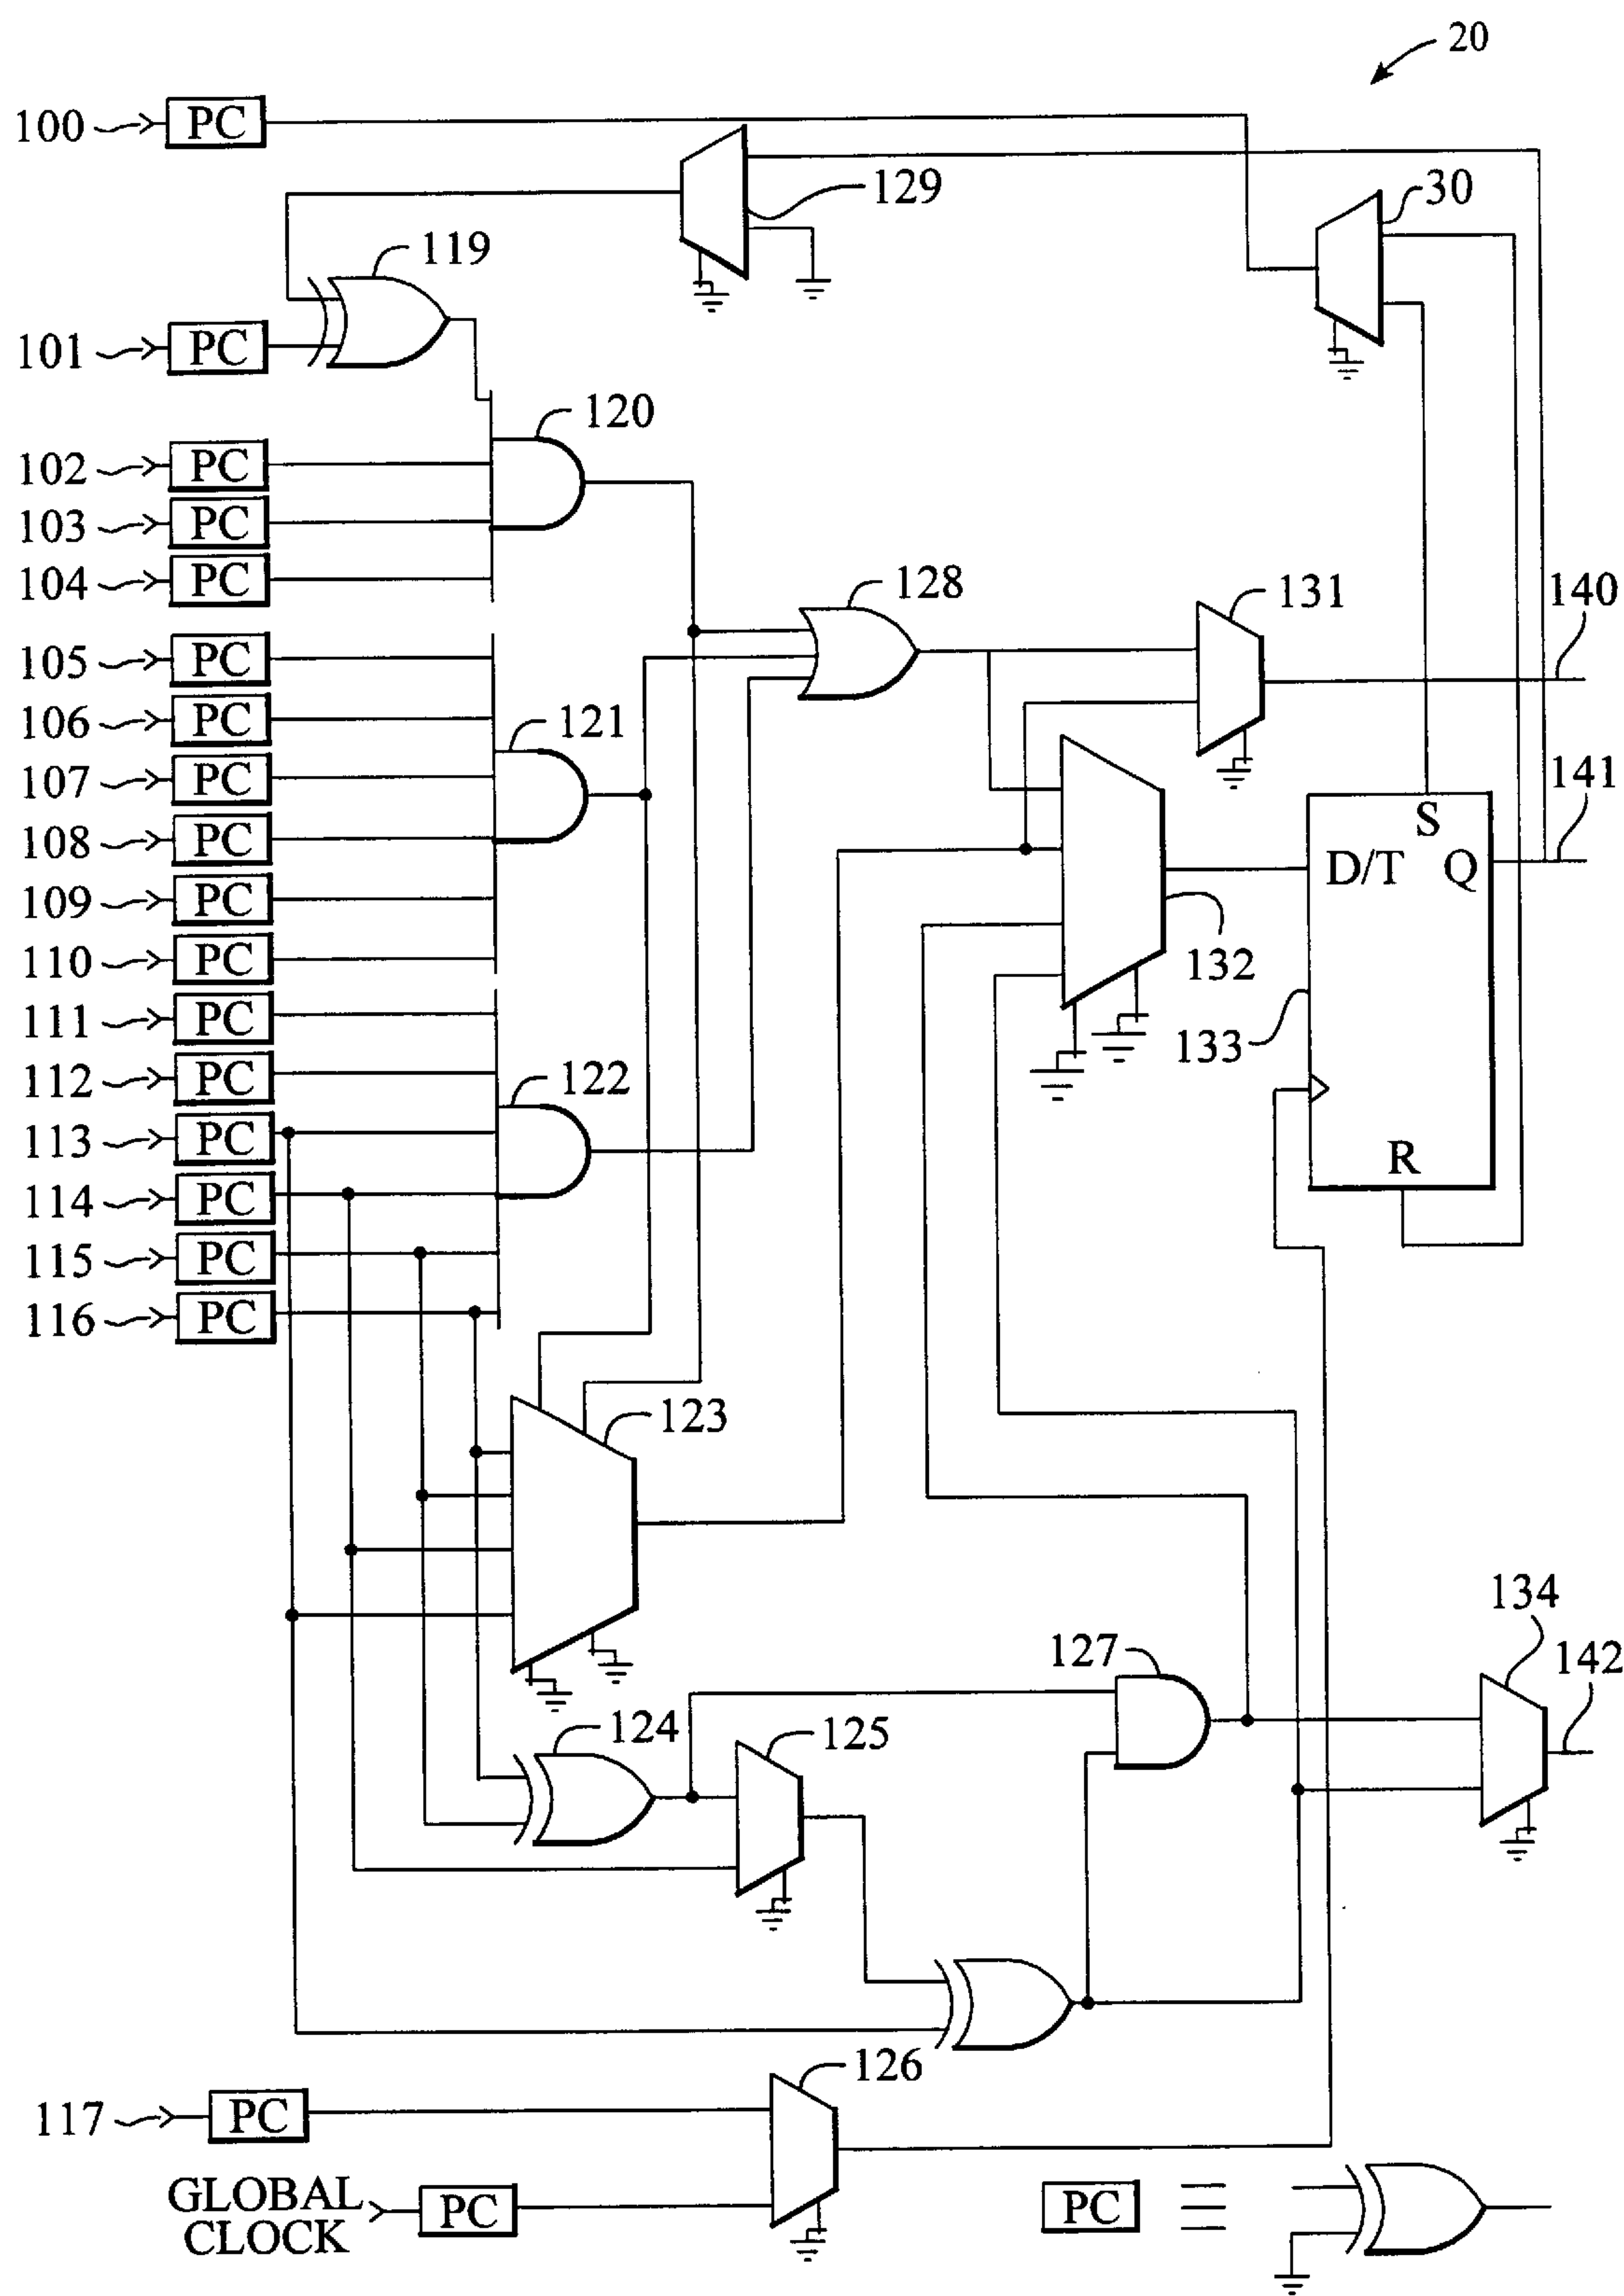 20
100 PC
129
30
119
101 PC
120
102 PC
103 PC
104 PC
128
131
140
105 PC
106 PC
121
107 PC
141
108 PC
S
D/T Q
109 PC
110 PC
132
111 PC
133
112 PC
122
113 PC
R
114 PC
115 PC
116 PC
123
134
127
142
124
125
126
117 PC
GLOBAL
CLOCK
PC
PC